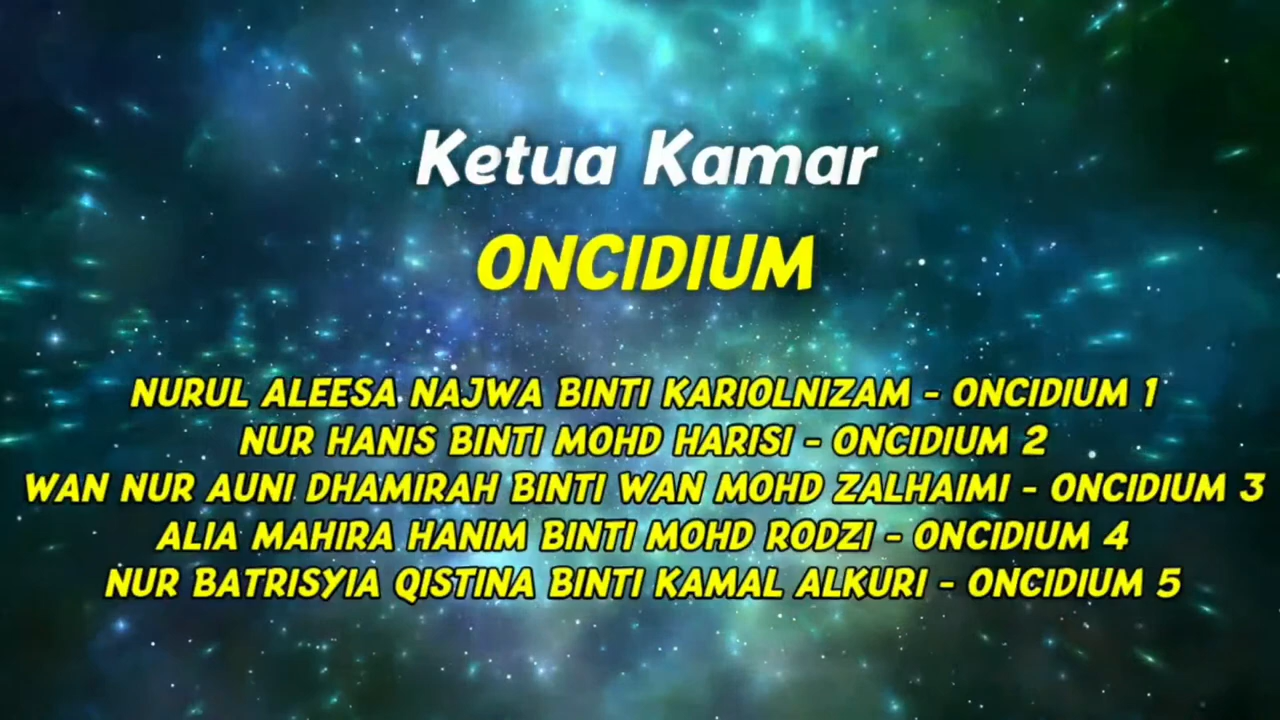 Ketua Kamar
ONCIDIUM
NURUL ALEESA NAJWA BINTI KARIOLNIZAM - ONCIDIUM 1
NUR HANIS BINTI MOHD HARISI - ONCIDIUM 2
WAN NUR AUNI DHAMIRAH BINTI WAN MOHD ZALHAIMI - ONCIDIUM 3
ALIA MAHIRA HANIM BINTI MOHD RODZI - ONCIDIUM 4
NUR BATRISYIA QISTINA BINTI KAMAL ALKURI - ONCIDIUM 5